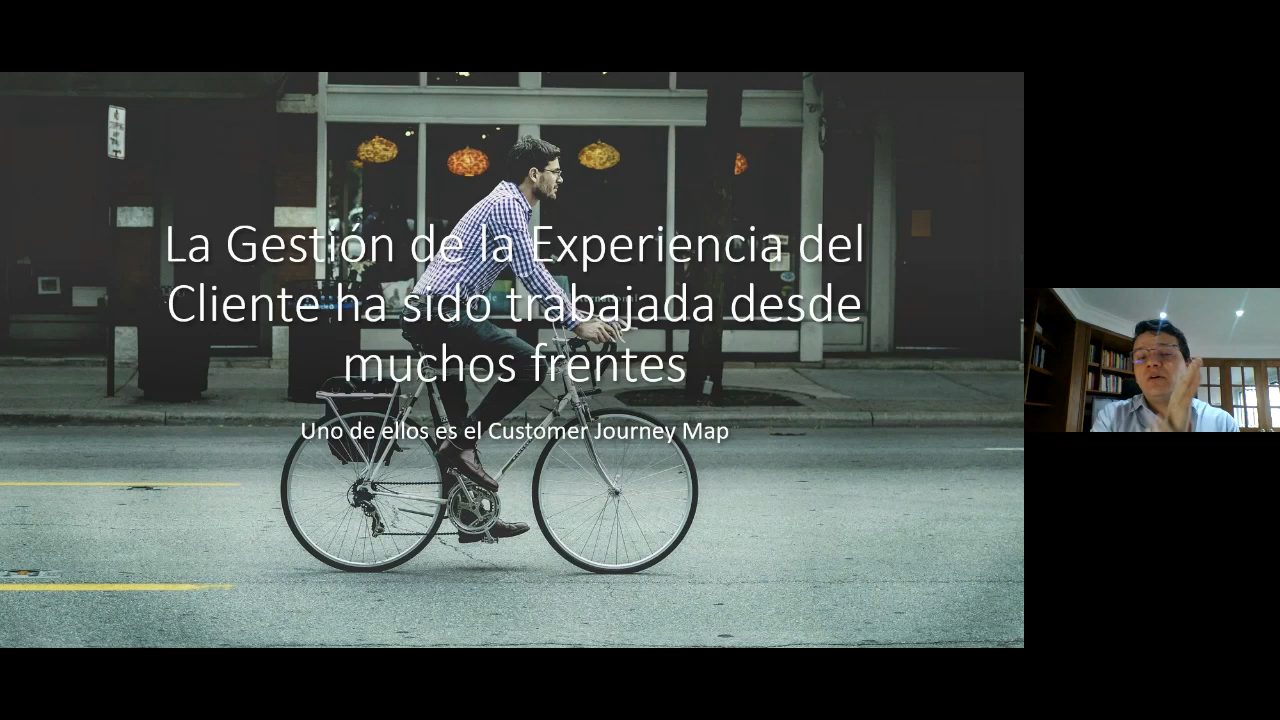 La Gestión de la Experiencia del
Cliente ha sido trabajada desde
muchos frentes
Uno de ellos es el Customer Journey Map